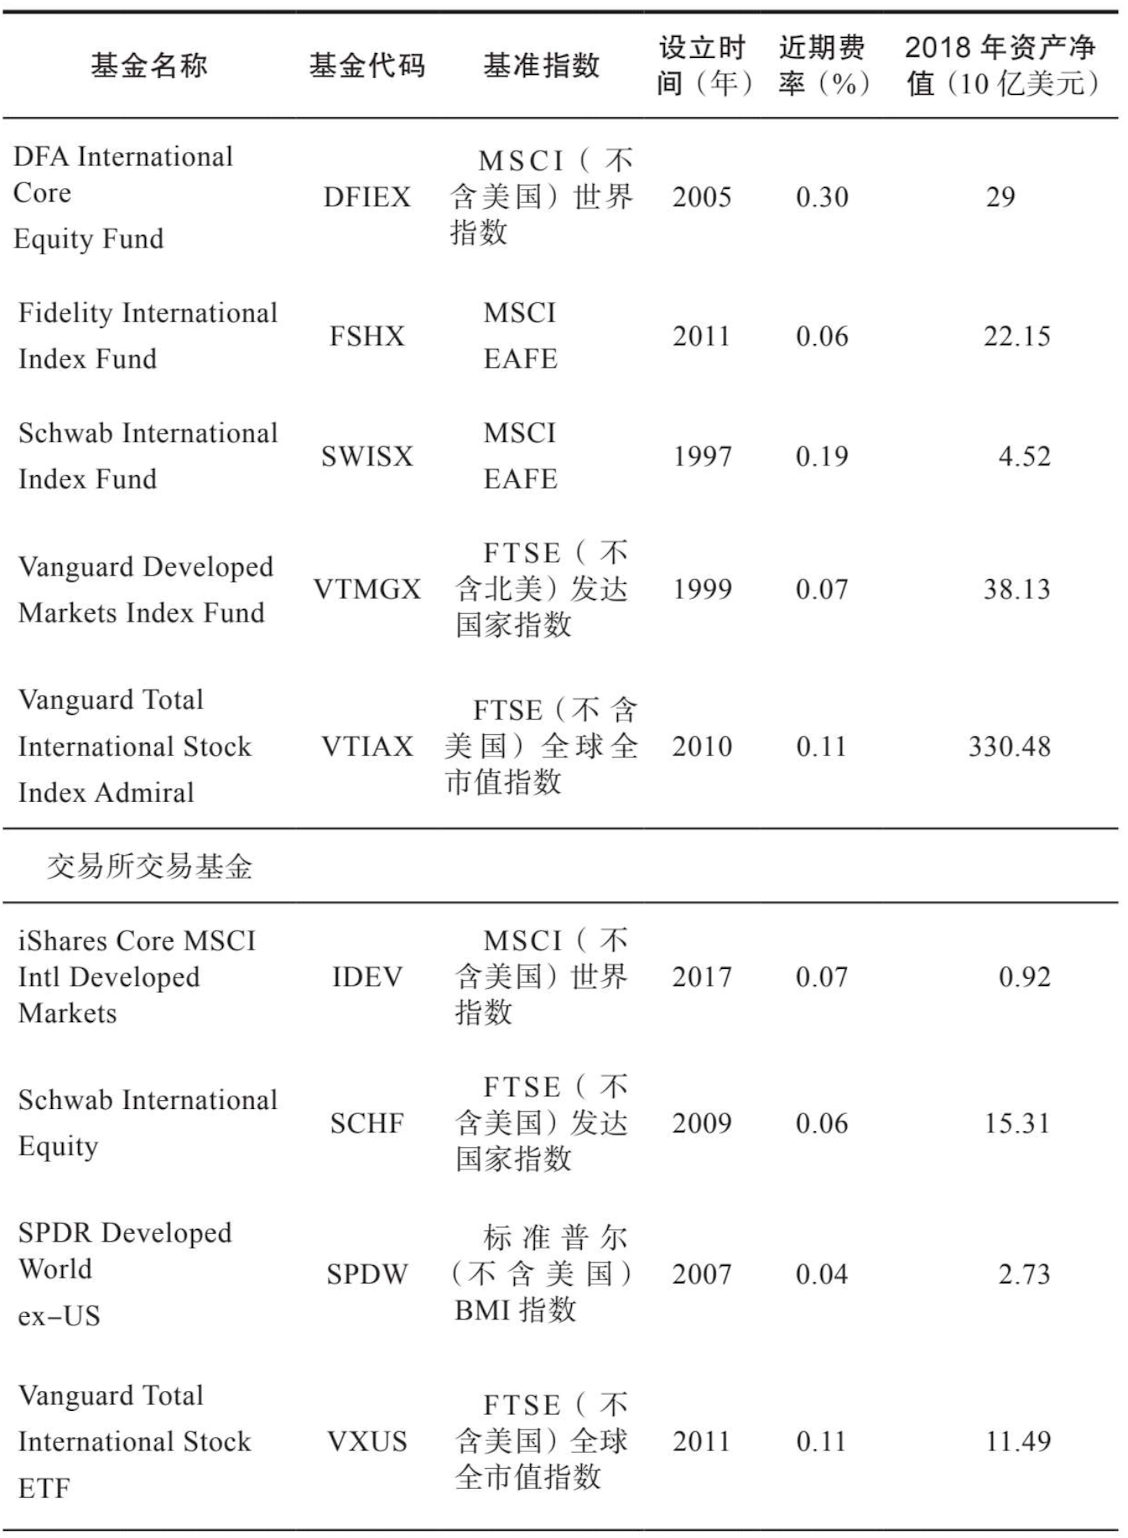 基金名称 基金代码 基准指数 设立时间（年） 近期费率（%） 2018 年资产净值（10 亿美元）
DFA International
Core
Equity Fund
DFIEX
MSCI（不
含美国）世界
指数
2005 0.30 29
Fidelity International
Index Fund
FSHX
MSCI
EAFE
2011 0.06 22.15
Schwab International
Index Fund
SWISX
MSCI
EAFE
1997 0.19 4.52
Vanguard Developed
Markets Index Fund
VTMGX
FTSE（不
含北美）发达
国家指数
1999 0.07 38.13
Vanguard Total
International Stock
Index Admiral
VTIAX
FTSE（不含
美国）全球全
市值指数
2010 0.11 330.48
交易所交易基金
iShares Core MSCI
Intl Developed
Markets
IDEV
MSCI（不
含美国）世界
指数
2017 0.07 0.92
Schwab International
Equity
SCHF
FTSE（不
含美国）发达
国家指数
2009 0.06 15.31
SPDR Developed
World
ex–US
SPDW
标准普尔
（不含美国）
BMI 指数
2007 0.04 2.73
Vanguard Total
International Stock
ETF
VXUS
FTSE（不
含美国）全球
全市值指数
2011 0.11 11.49